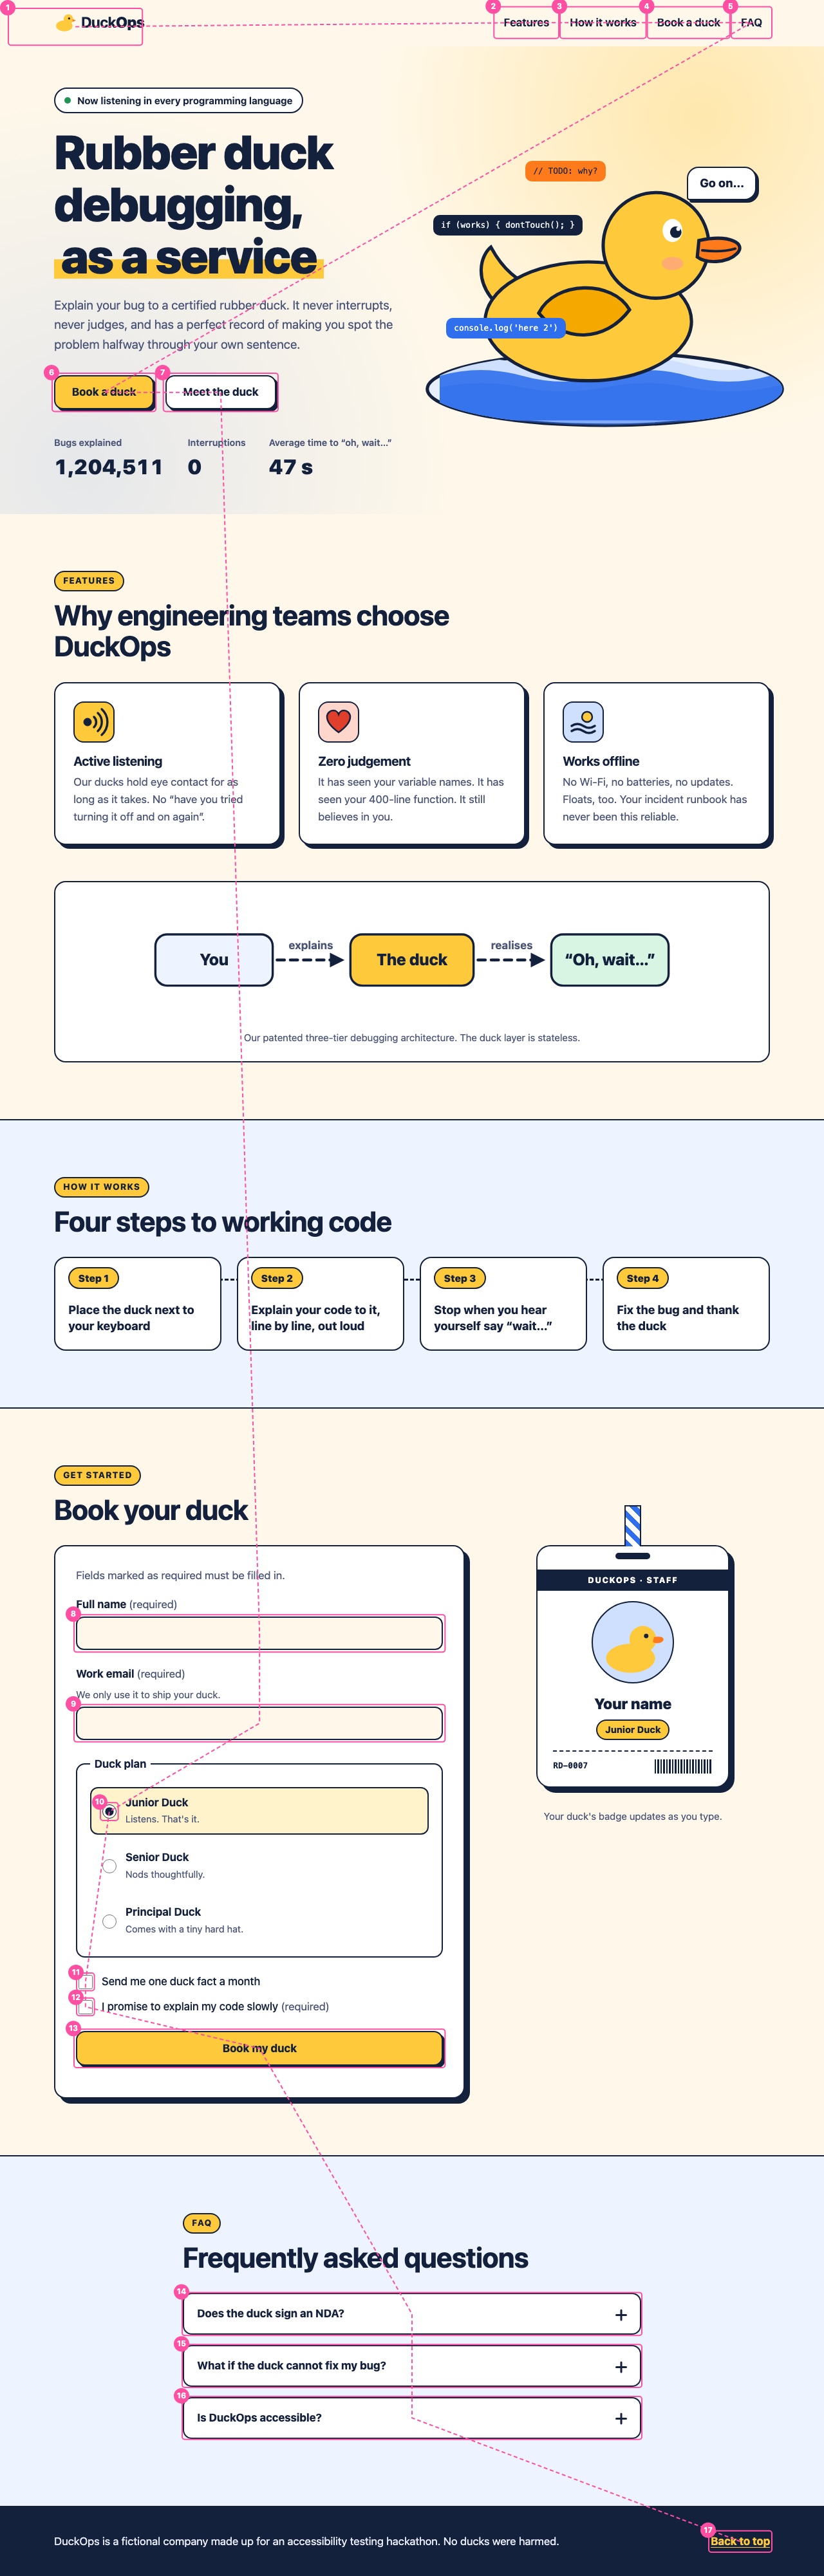 1
DuckOps
2
Features
3
How it works
4
Book a duck
5
FAQ
Now listening in every programming language
Rubber duck
debugging,
as a service
Explain your bug to a certified rubber duck. It never interrupts,
never judges, and has a perfect record of making you spot the
problem halfway through your own sentence.
6
Book a duck
7
Meet the duck
Bugs explained
1,204,511
Interruptions
0
Average time to “oh, wait…”
47 s
// TODO: why?
Go on…
if (works) { dontTouch(); }
console.log('here 2')
FEATURES
Why engineering teams choose
DuckOps
Active listening
Our ducks hold eye contact for as
long as it takes. No “have you tried
turning it off and on again”.
Zero judgement
It has seen your variable names. It has
seen your 400-line function. It still
believes in you.
Works offline
No Wi-Fi, no batteries, no updates.
Floats, too. Your incident runbook has
never been this reliable.
You
explains
The duck
realises
“Oh, wait…”
Our patented three-tier debugging architecture. The duck layer is stateless.
HOW IT WORKS
Four steps to working code
Step 1
Place the duck next to
your keyboard
Step 2
Explain your code to it,
line by line, out loud
Step 3
Stop when you hear
yourself say “wait…”
Step 4
Fix the bug and thank
the duck
GET STARTED
Book your duck
Fields marked as required must be filled in.
Full name (required)
8
Work email (required)
We only use it to ship your duck.
9
Duck plan
10
Junior Duck
Listens. That's it.
Senior Duck
Nods thoughtfully.
Principal Duck
Comes with a tiny hard hat.
11
Send me one duck fact a month
12
I promise to explain my code slowly (required)
13
Book my duck
DUCKOPS · STAFF
Your name
Junior Duck
RD-0007
Your duck's badge updates as you type.
FAQ
Frequently asked questions
14
Does the duck sign an NDA?
15
What if the duck cannot fix my bug?
16
Is DuckOps accessible?
DuckOps is a fictional company made up for an accessibility testing hackathon. No ducks were harmed.
17
Back to top